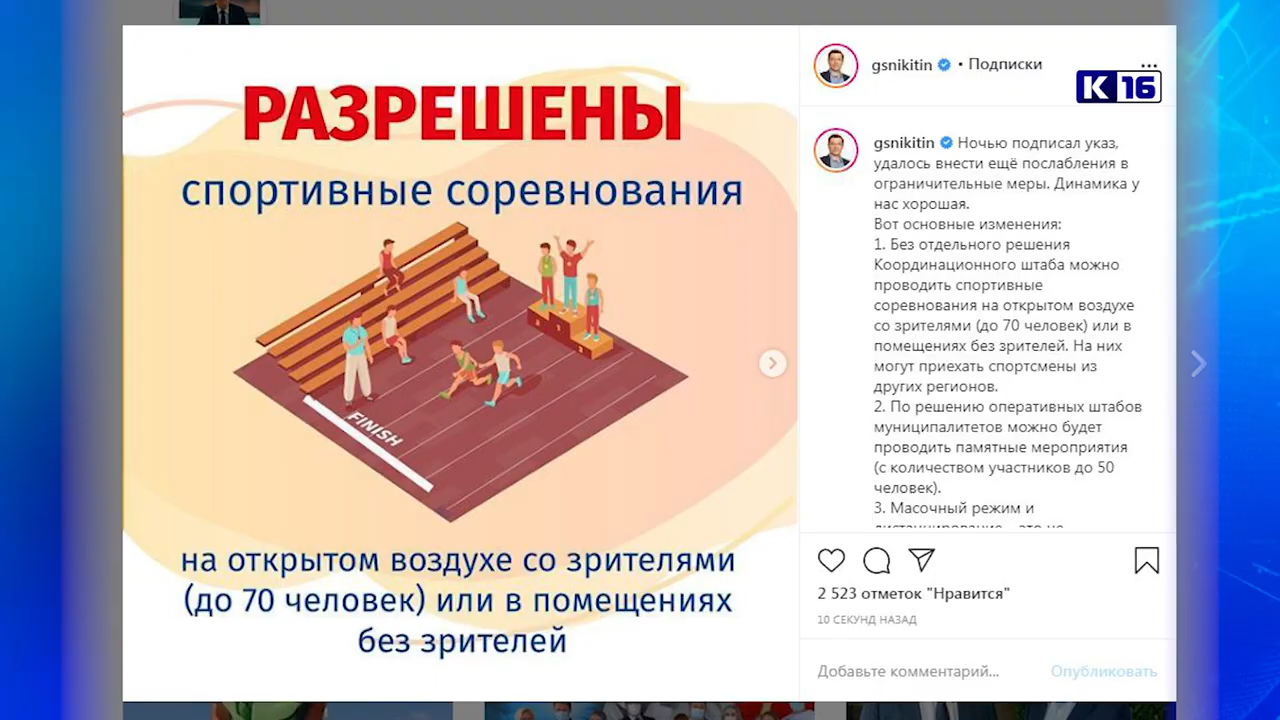 РАЗРЕШЕНЫ
спортивные соревнования
FINISH
на открытом воздухе со зрителями
(до 70 человек) или в помещениях
без зрителей
gsnikitin • Подписки
К 16
gsnikitin Ночью подписал указ,
удалось внести ещё послабления в
ограничительные меры. Динамика у
нас хорошая.
Вот основные изменения:
1. Без отдельного решения
Координационного штаба можно
проводить спортивные
соревнования на открытом воздухе
со зрителями (до 70 человек) или в
помещениях без зрителей. На них
могут приехать спортсмены из
других регионов.
2. По решению оперативных штабов
муниципалитетов можно будет
проводить памятные мероприятия
(с количеством участников до 50
человек).
3. Масочный режим и
2 523 отметок "Нравится"
10 СЕКУНД НАЗАД
Добавьте комментарий...
Опубликовать